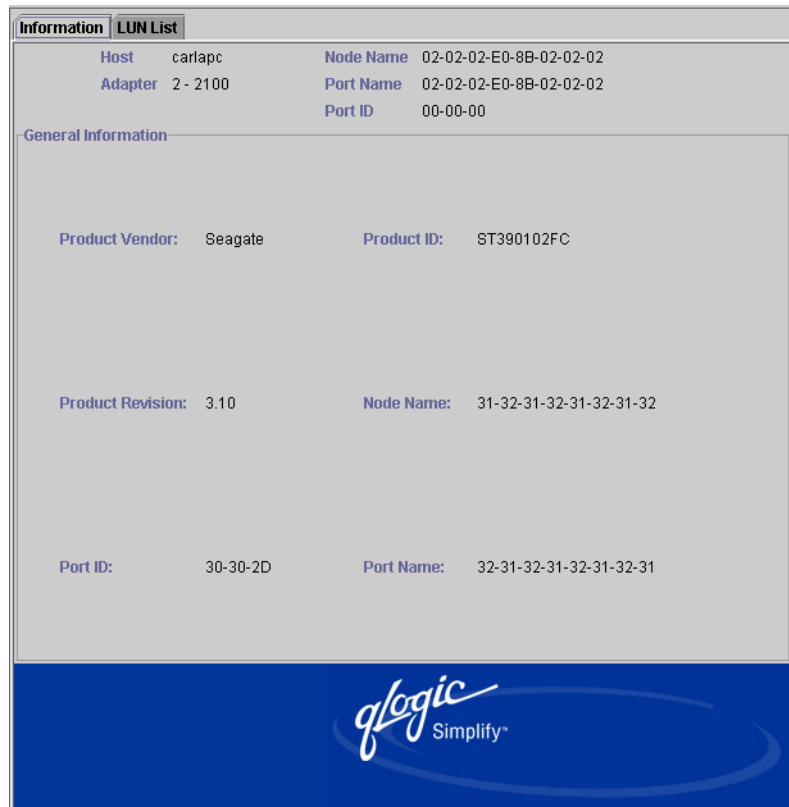 Information LUN List
Host carlapc Node Name 02-02-02-E0-8B-02-02-02
Adapter 2 - 2100 Port Name 02-02-02-E0-8B-02-02-02
Port ID 00-00-00
General Information
Product Vendor: Seagate Product ID: ST390102FC
Product Revision: 3.10 Node Name: 31-32-31-32-31-32-31-32
Port ID: 30-30-2D Port Name: 32-31-32-31-32-31-32-31
qlogic
Simplify™